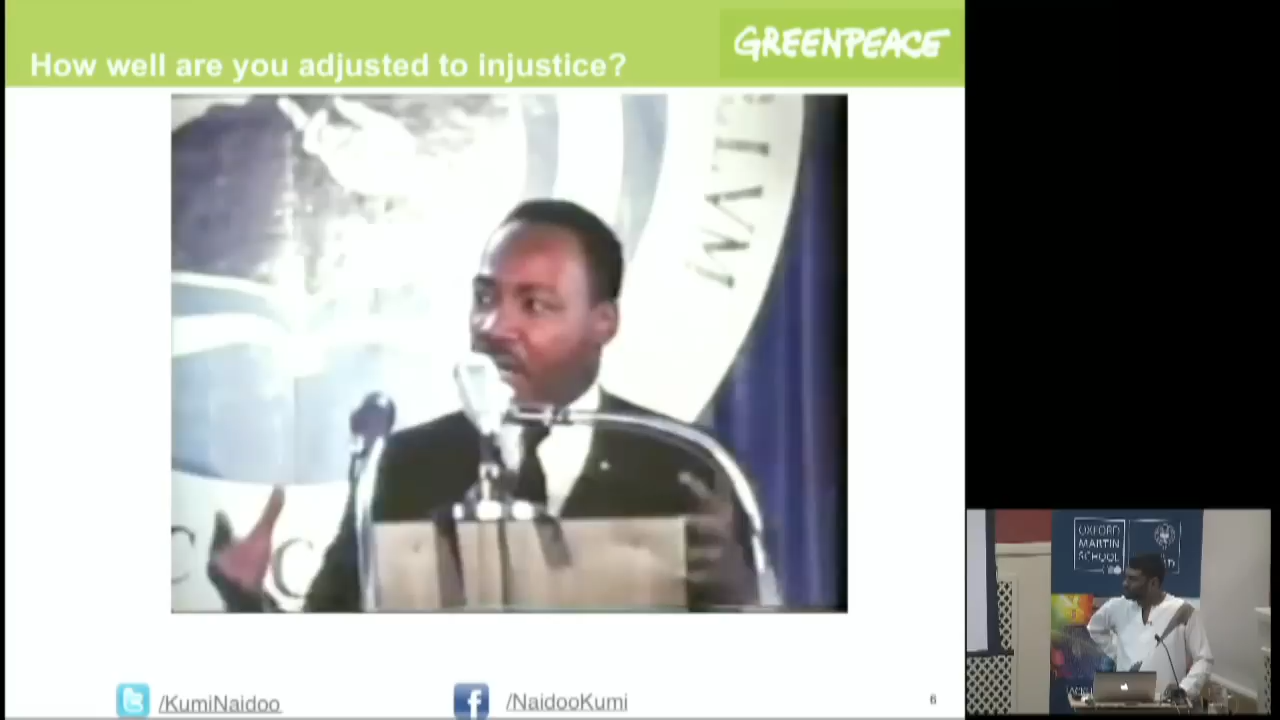 How well are you adjusted to injustice?
GREENPEACE
/KumiNaidoo
/NaidooKumi
6
OXFORD
MARTIN
SCHOOL